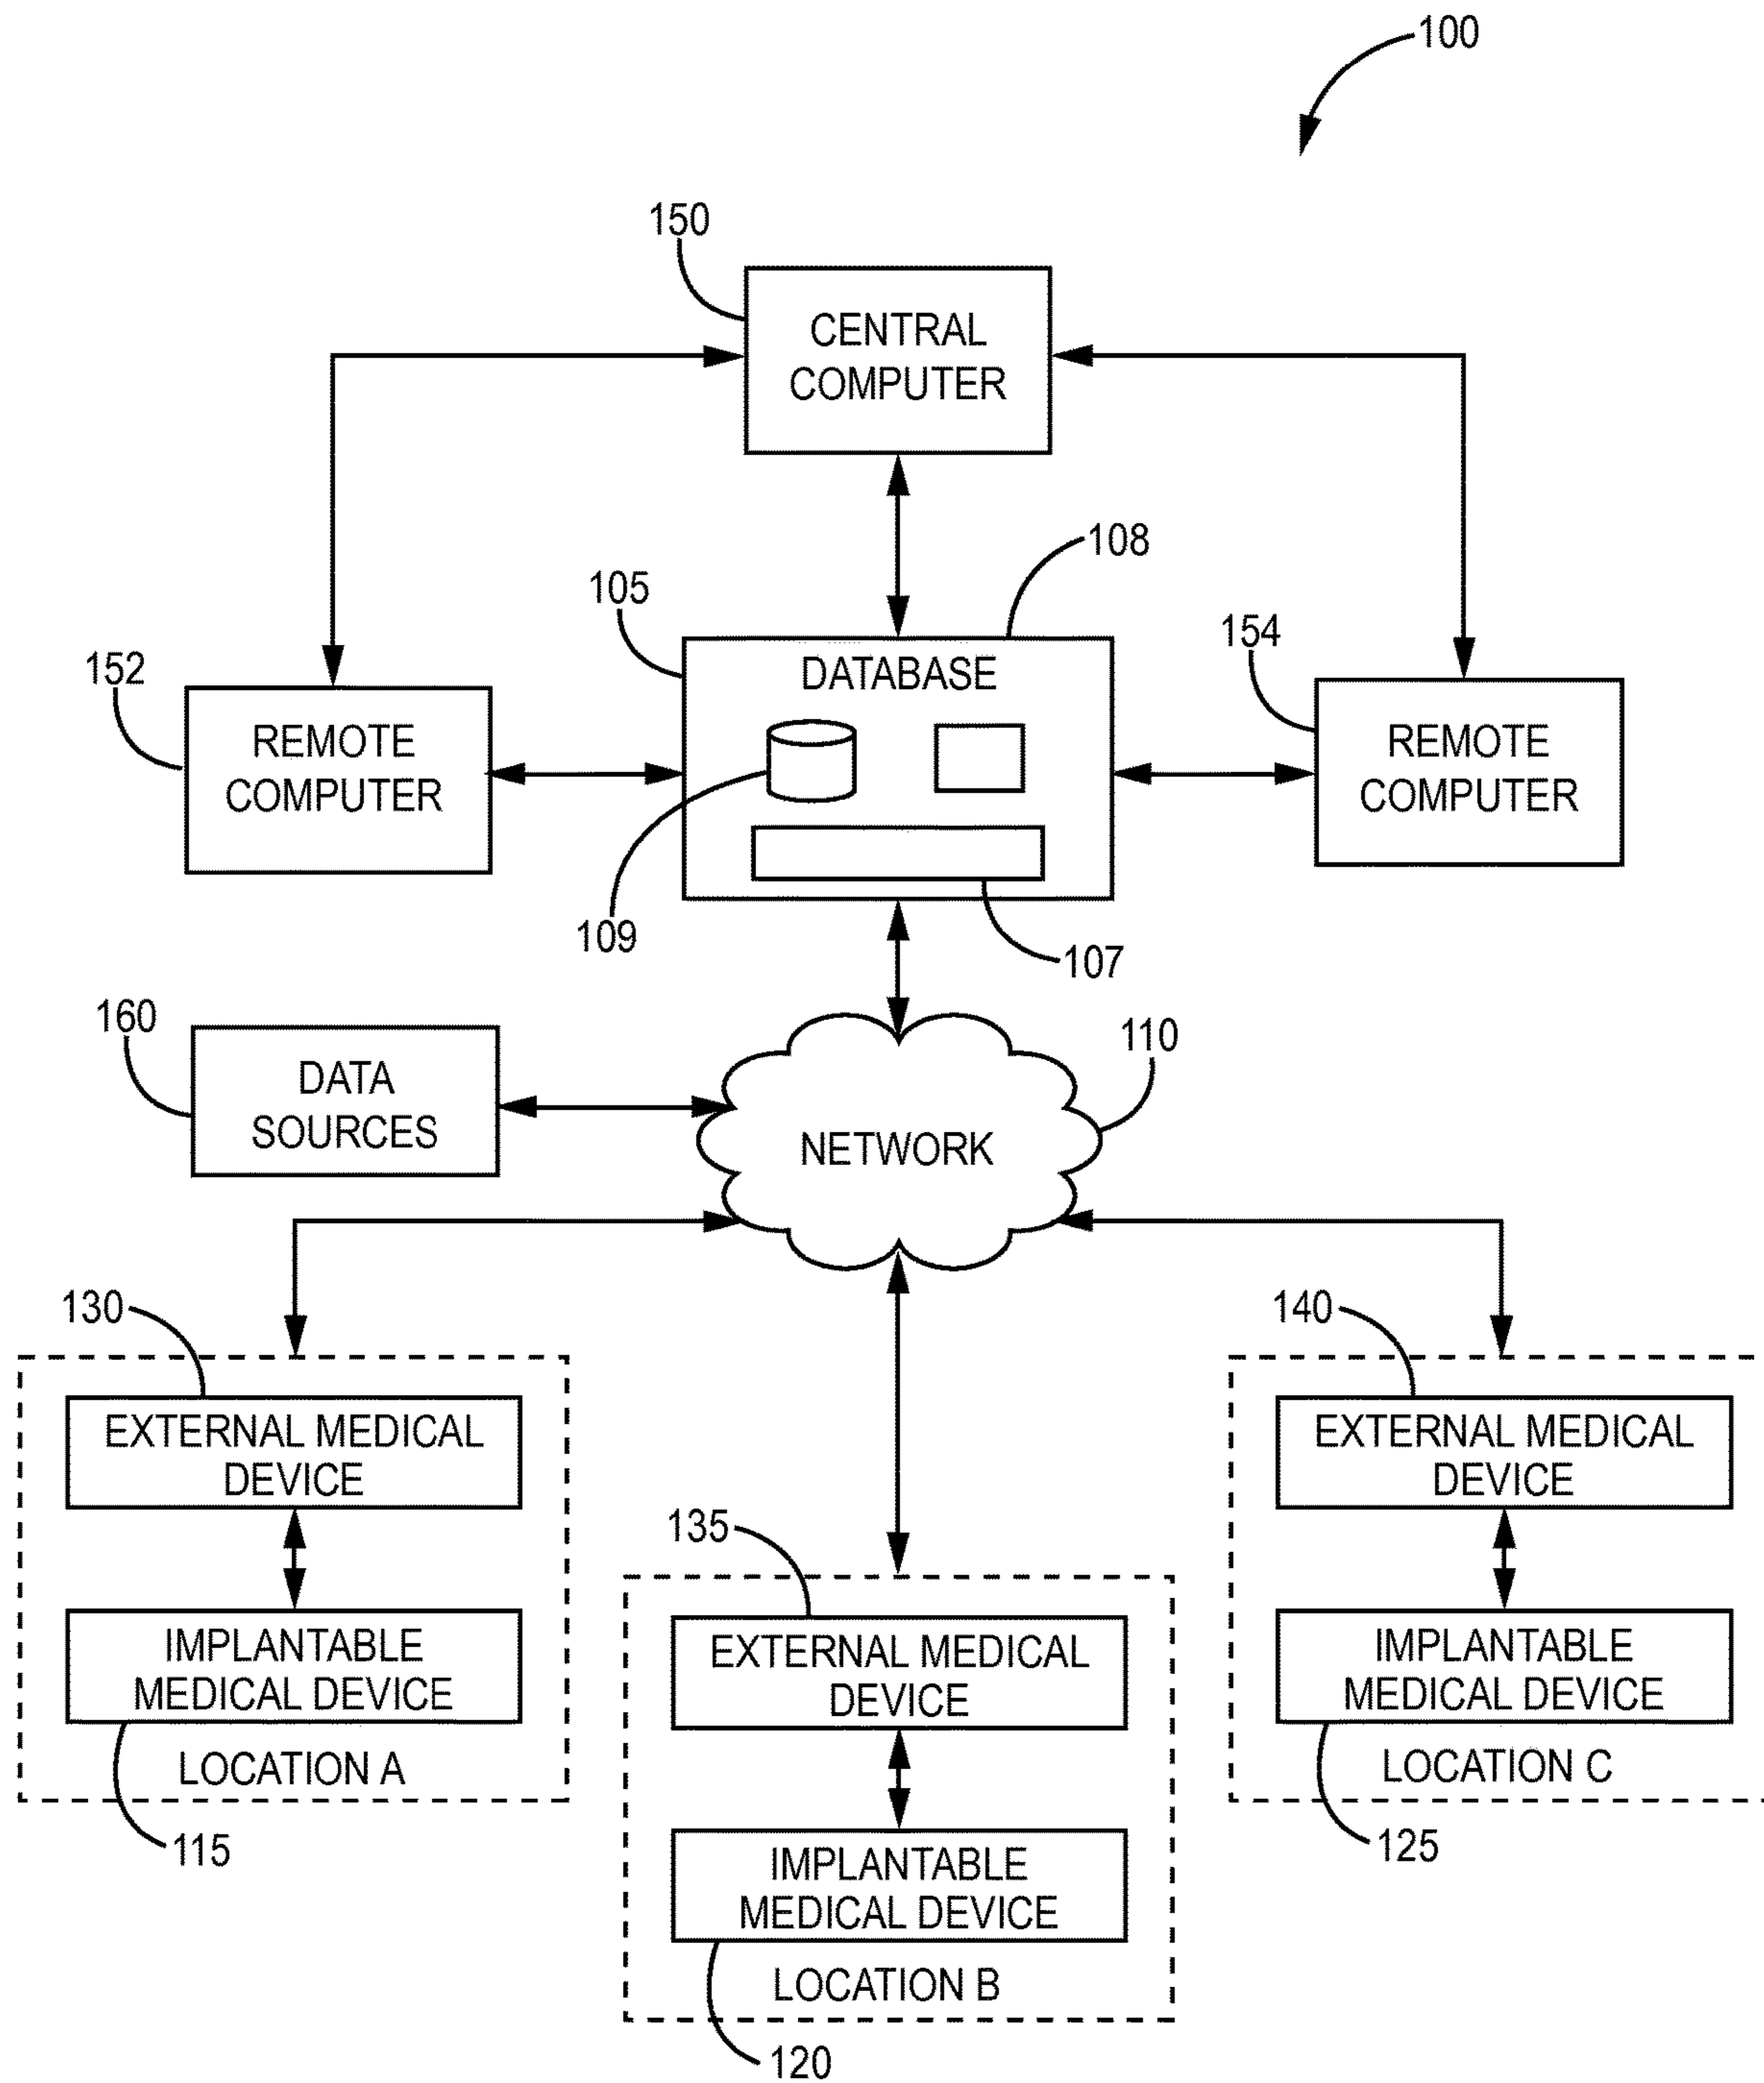 100
150
CENTRAL
COMPUTER
108
105
154
152
DATABASE
REMOTE
COMPUTER
REMOTE
COMPUTER
109
107
160
110
DATA
SOURCES
NETWORK
130
140
EXTERNAL MEDICAL
DEVICE
EXTERNAL MEDICAL
DEVICE
135
IMPLANTABLE
MEDICAL DEVICE
EXTERNAL MEDICAL
DEVICE
IMPLANTABLE
MEDICAL DEVICE
LOCATION A
LOCATION C
115
125
IMPLANTABLE
MEDICAL DEVICE
LOCATION B
120